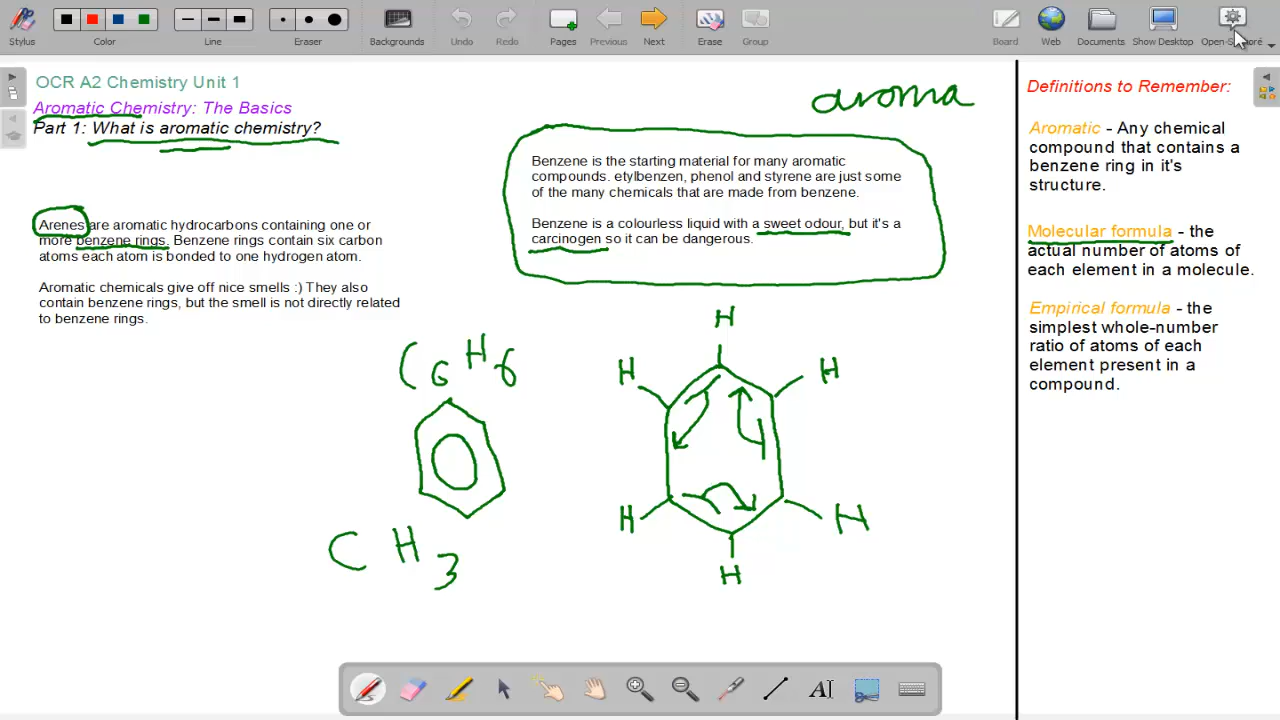 Stylus
Color
Line
Eraser
Backgrounds
Undo
Redo
Pages
Previous
Next
Erase
Group
Board
Web
Documents
Show Desktop
OCR A2 Chemistry Unit 1
Aromatic Chemistry: The Basics
Part 1: What is aromatic chemistry?
aroma
Benzene is the starting material for many aromatic
compounds. etylbenzen, phenol and styrene are just some
of the many chemicals that are made from benzene.
Benzene is a colourless liquid with a sweet odour, but it's a
carcinogen so it can be dangerous.
Arenes are aromatic hydrocarbons containing one or
more benzene rings. Benzene rings contain six carbon
atoms each atom is bonded to one hydrogen atom.
Aromatic chemicals give off nice smells :) They also
contain benzene rings, but the smell is not directly related
to benzene rings.
C6H6
CH3
H
H H
H H
H
Definitions to Remember:
Aromatic - Any chemical
compound that contains a
benzene ring in it's
structure.
Molecular formula - the
actual number of atoms of
each element in a molecule.
Empirical formula - the
simplest whole-number
ratio of atoms of each
element present in a
compound.